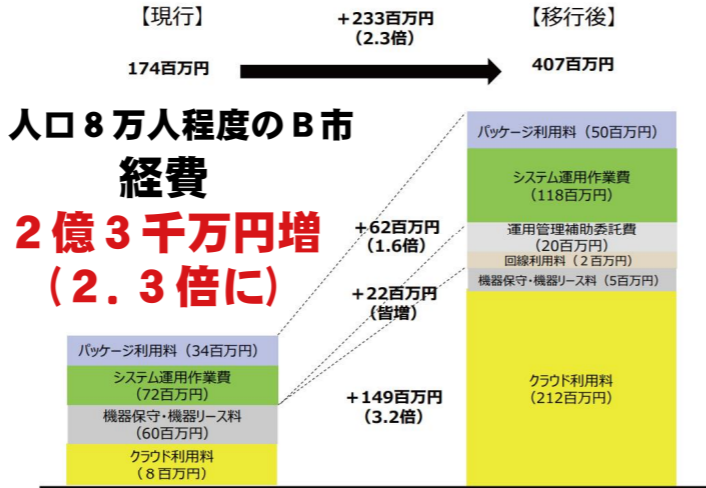 【現行】
+233百万円
(2.3倍)
【移行後】
174百万円
407百万円
人口8万人程度のB市
経費
2億3千万円増
(2.3倍に)
パッケージ利用料（34百万円）
システム運用作業費
（72百万円）
機器保守・機器リース料
（60百万円）
クラウド利用料
（8百万円）
+62百万円
(1.6倍)
+22百万円
(皆増)
+149百万円
(3.2倍)
パッケージ利用料（50百万円）
システム運用作業費
（118百万円）
運用管理補助委託費
（20百万円）
回線利用料（2百万円）
機器保守・機器リース料（5百万円）
クラウド利用料
（212百万円）